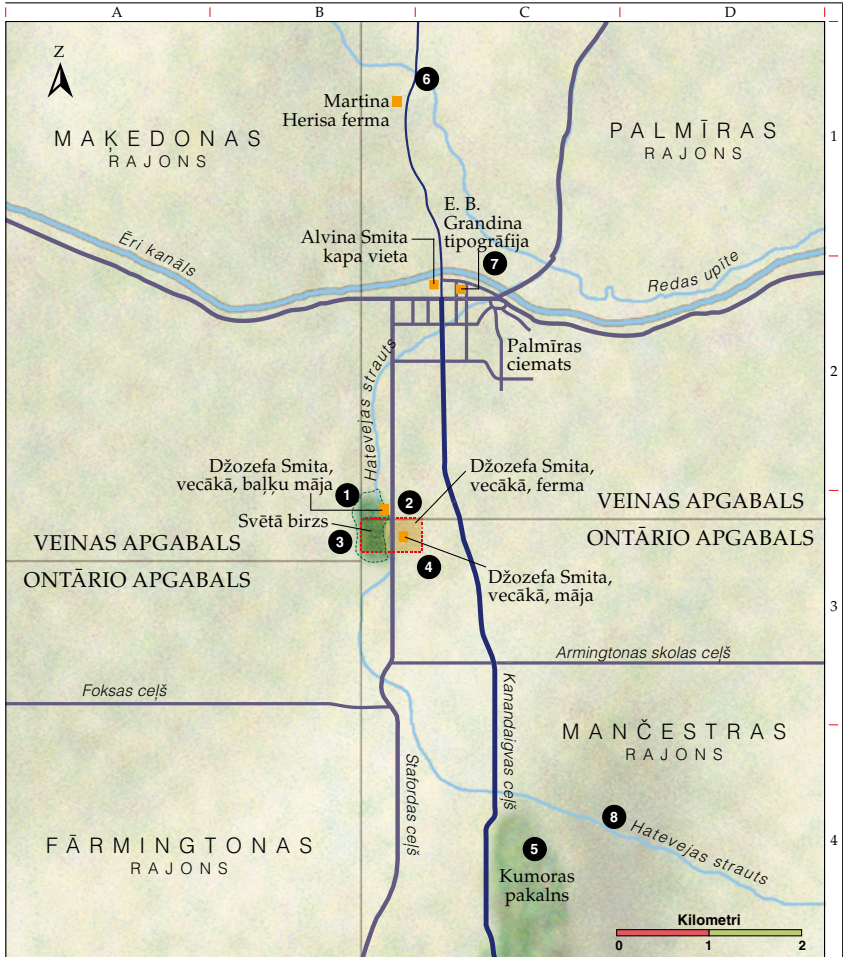 A B C D
Z
6
Martina
Herisa ferma
MAĶEDONAS
RAJONS
PALMĪRAS
RAJONS
1
E. B.
Grandina
tipogrāfija
Alvina Smita
kapa vieta
7
Ēri kanāls
Redas upīte
Palmīras
ciemats
Hatevejas strauts
2
Džozefa Smita,
vecākā, baļķu māja
Džozefa Smita,
vecākā, ferma
1
2
Svētā birzs
3
VEINAS APGABALS
VEINAS APGABALS
ONTĀRIO APGABALS
ONTĀRIO APGABALS
4
Džozefa Smita,
vecākā, māja
3
Armingtonas skolas ceļš
Foksas ceļš
Kanandaigvas ceļš
MANČESTRAS
RAJONS
Stafordas ceļš
8
Hatevejas strauts
FĀRMINGTONAS
RAJONS
5
Kumoras
pakalns
4
Kilometri
0 1 2